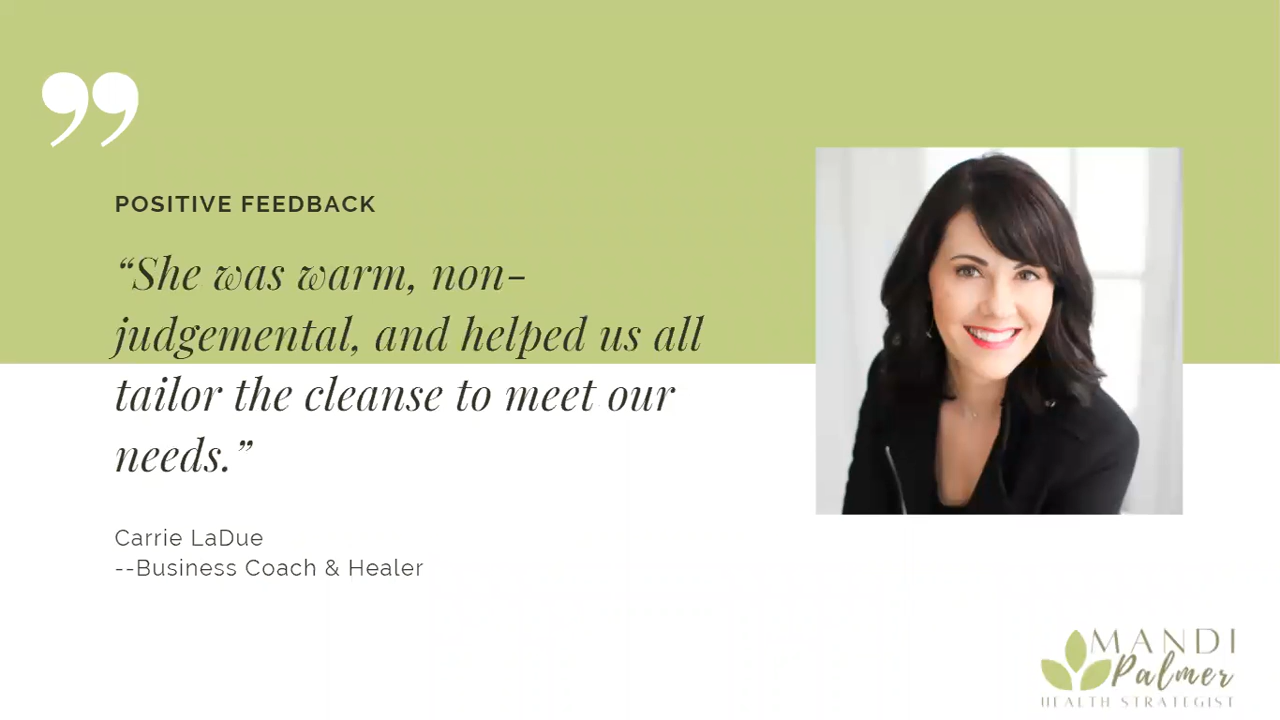 ”
POSITIVE FEEDBACK
“She was warm, non-
judgemental, and helped us all
tailor the cleanse to meet our
needs.”
Carrie LaDue
--Business Coach & Healer
MANDI
Palmer
HEALTH STRATEGIST